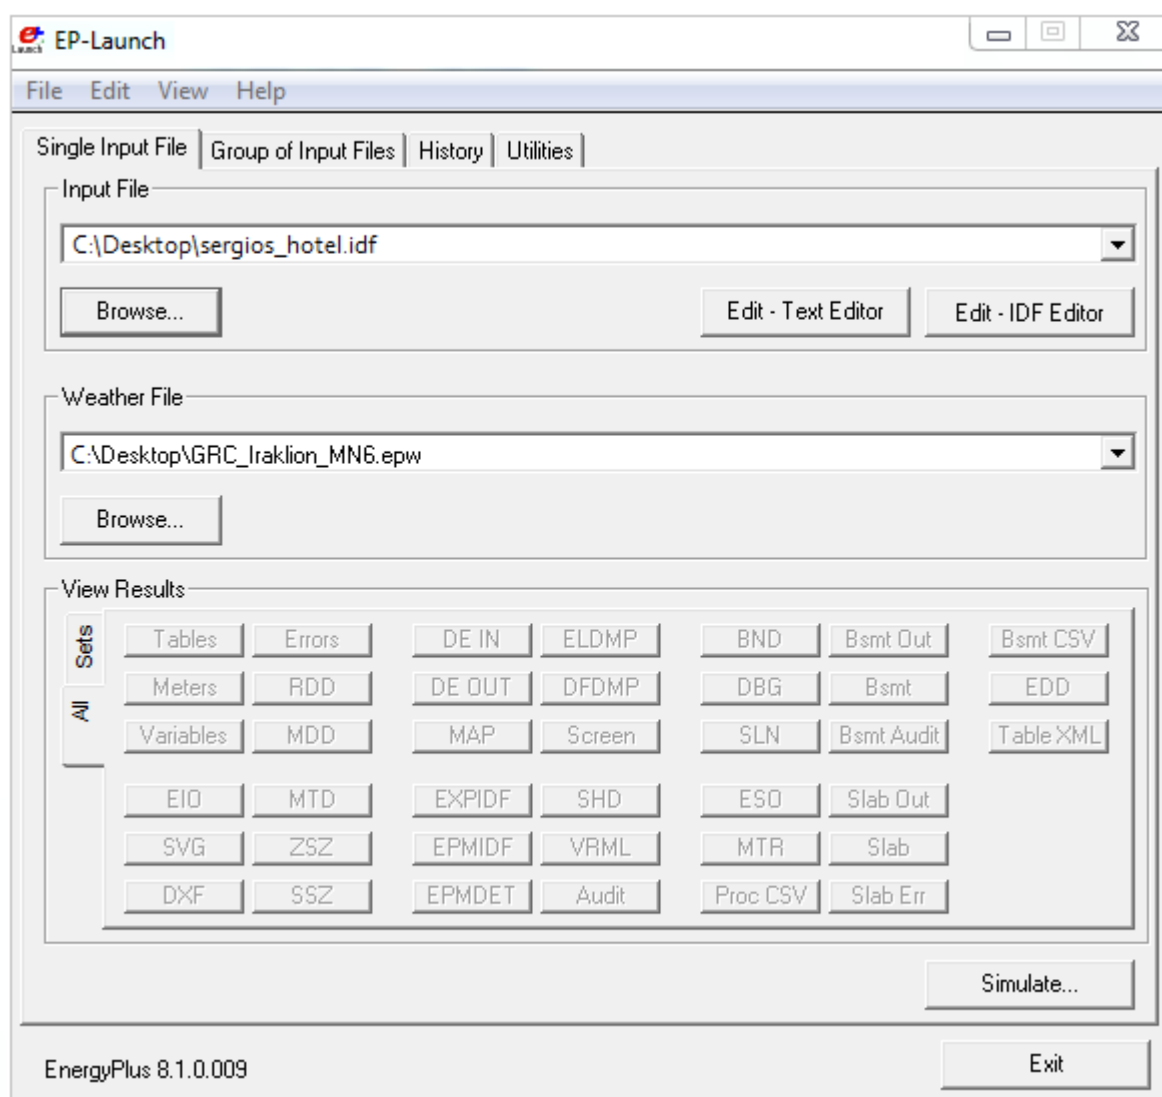 EP-Launch
File Edit View Help
Single Input File Group of Input Files History Utilities
Input File
C:\Desktop\sergios_hotel.idf
Browse... Edit - Text Editor Edit - IDF Editor
Weather File
C:\Desktop\GRC_Iraklion_MN6.epw
Browse...
View Results
Sets
All
Tables Errors DE IN ELDMP BND Bsmt Out Bsmt CSV
Meters RDD DE OUT DFDMP DBG Bsmt EDD
Variables MDD MAP Screen SLN Bsmt Audit Table XML
EIO MTD EXPIDF SHD ESO Slab Out
SVG ZSZ EPMIDF VRML MTR Slab
DXF SSZ EPMDET Audit Proc CSV Slab Err
Simulate...
EnergyPlus 8.1.0.009 Exit